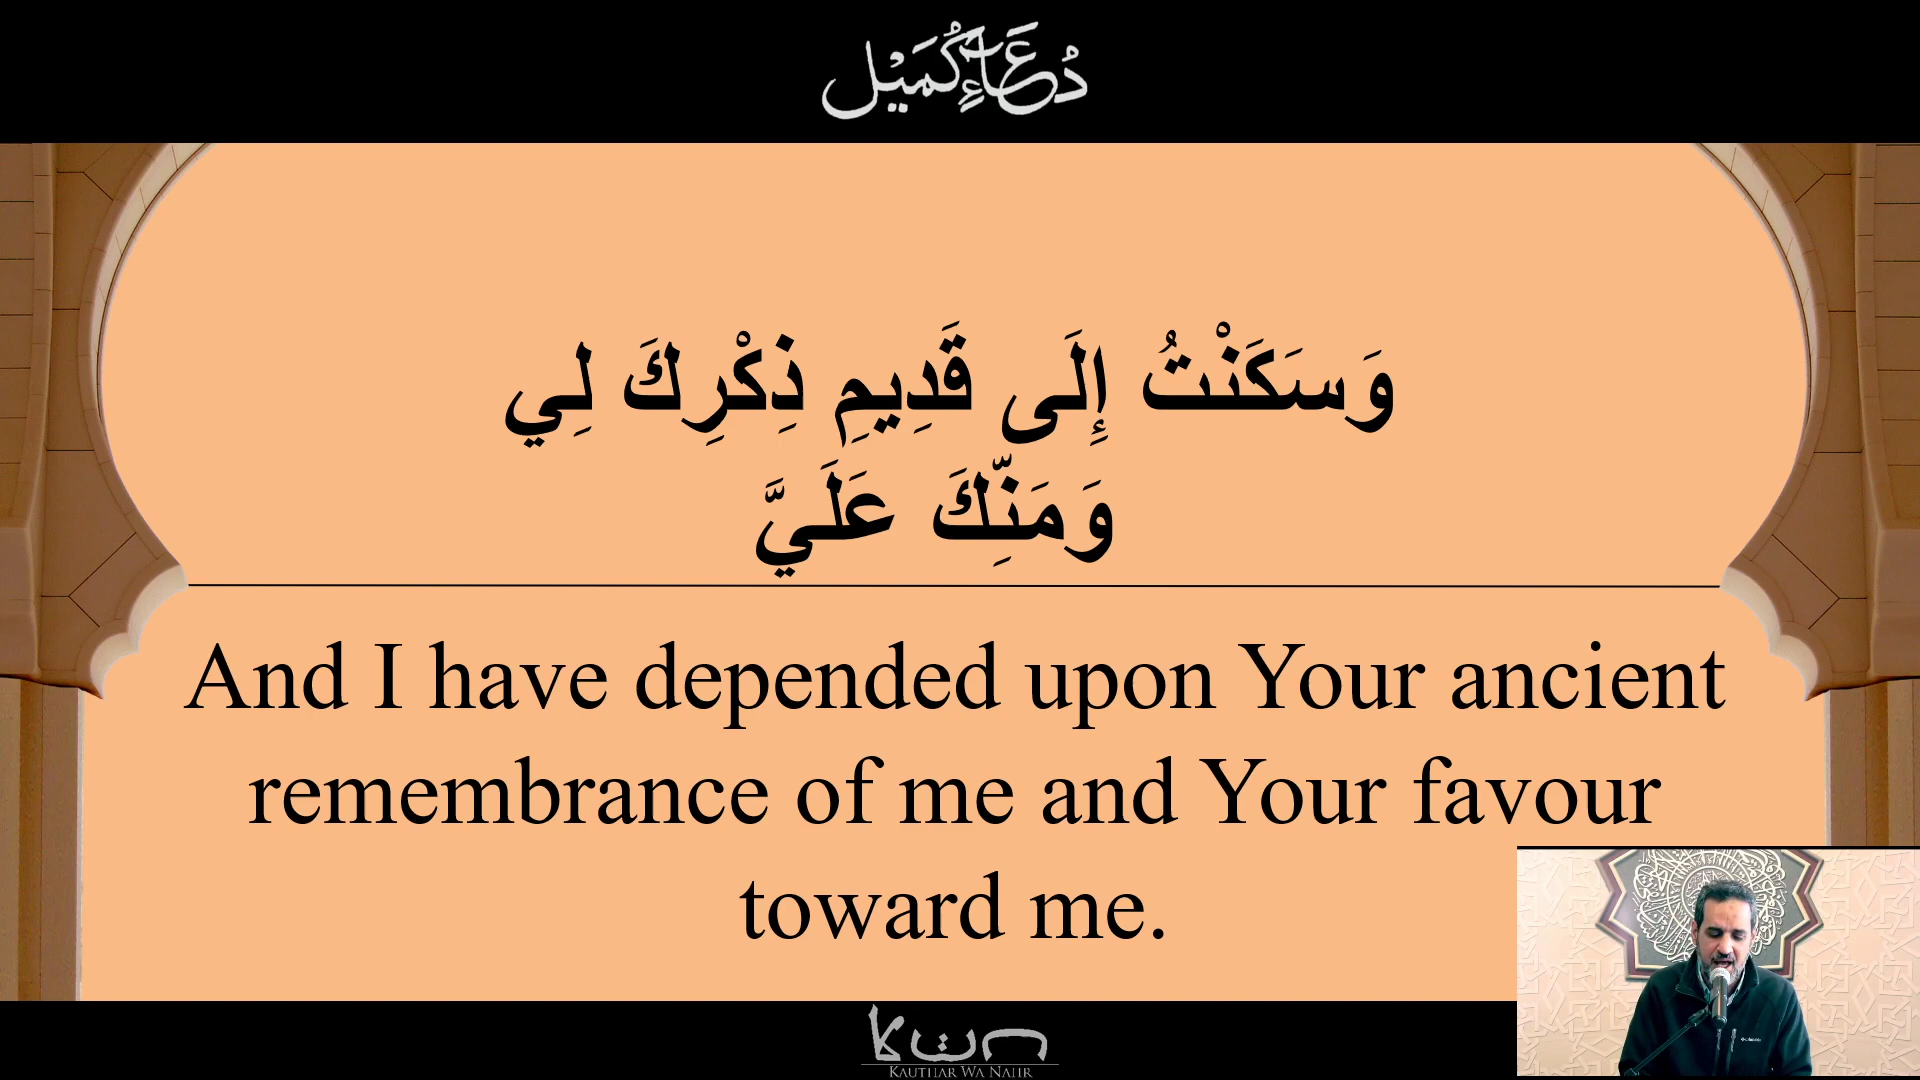 دُعَاءُ كُمَيْل
وَسَكَنْتُ إِلَى قَدِيمِ ذِكْرِكَ لِي
وَمَنِّكَ عَلَيَّ
And I have depended upon Your ancient
remembrance of me and Your favour
toward me.
kwn
KAUTHAR WA NAHR